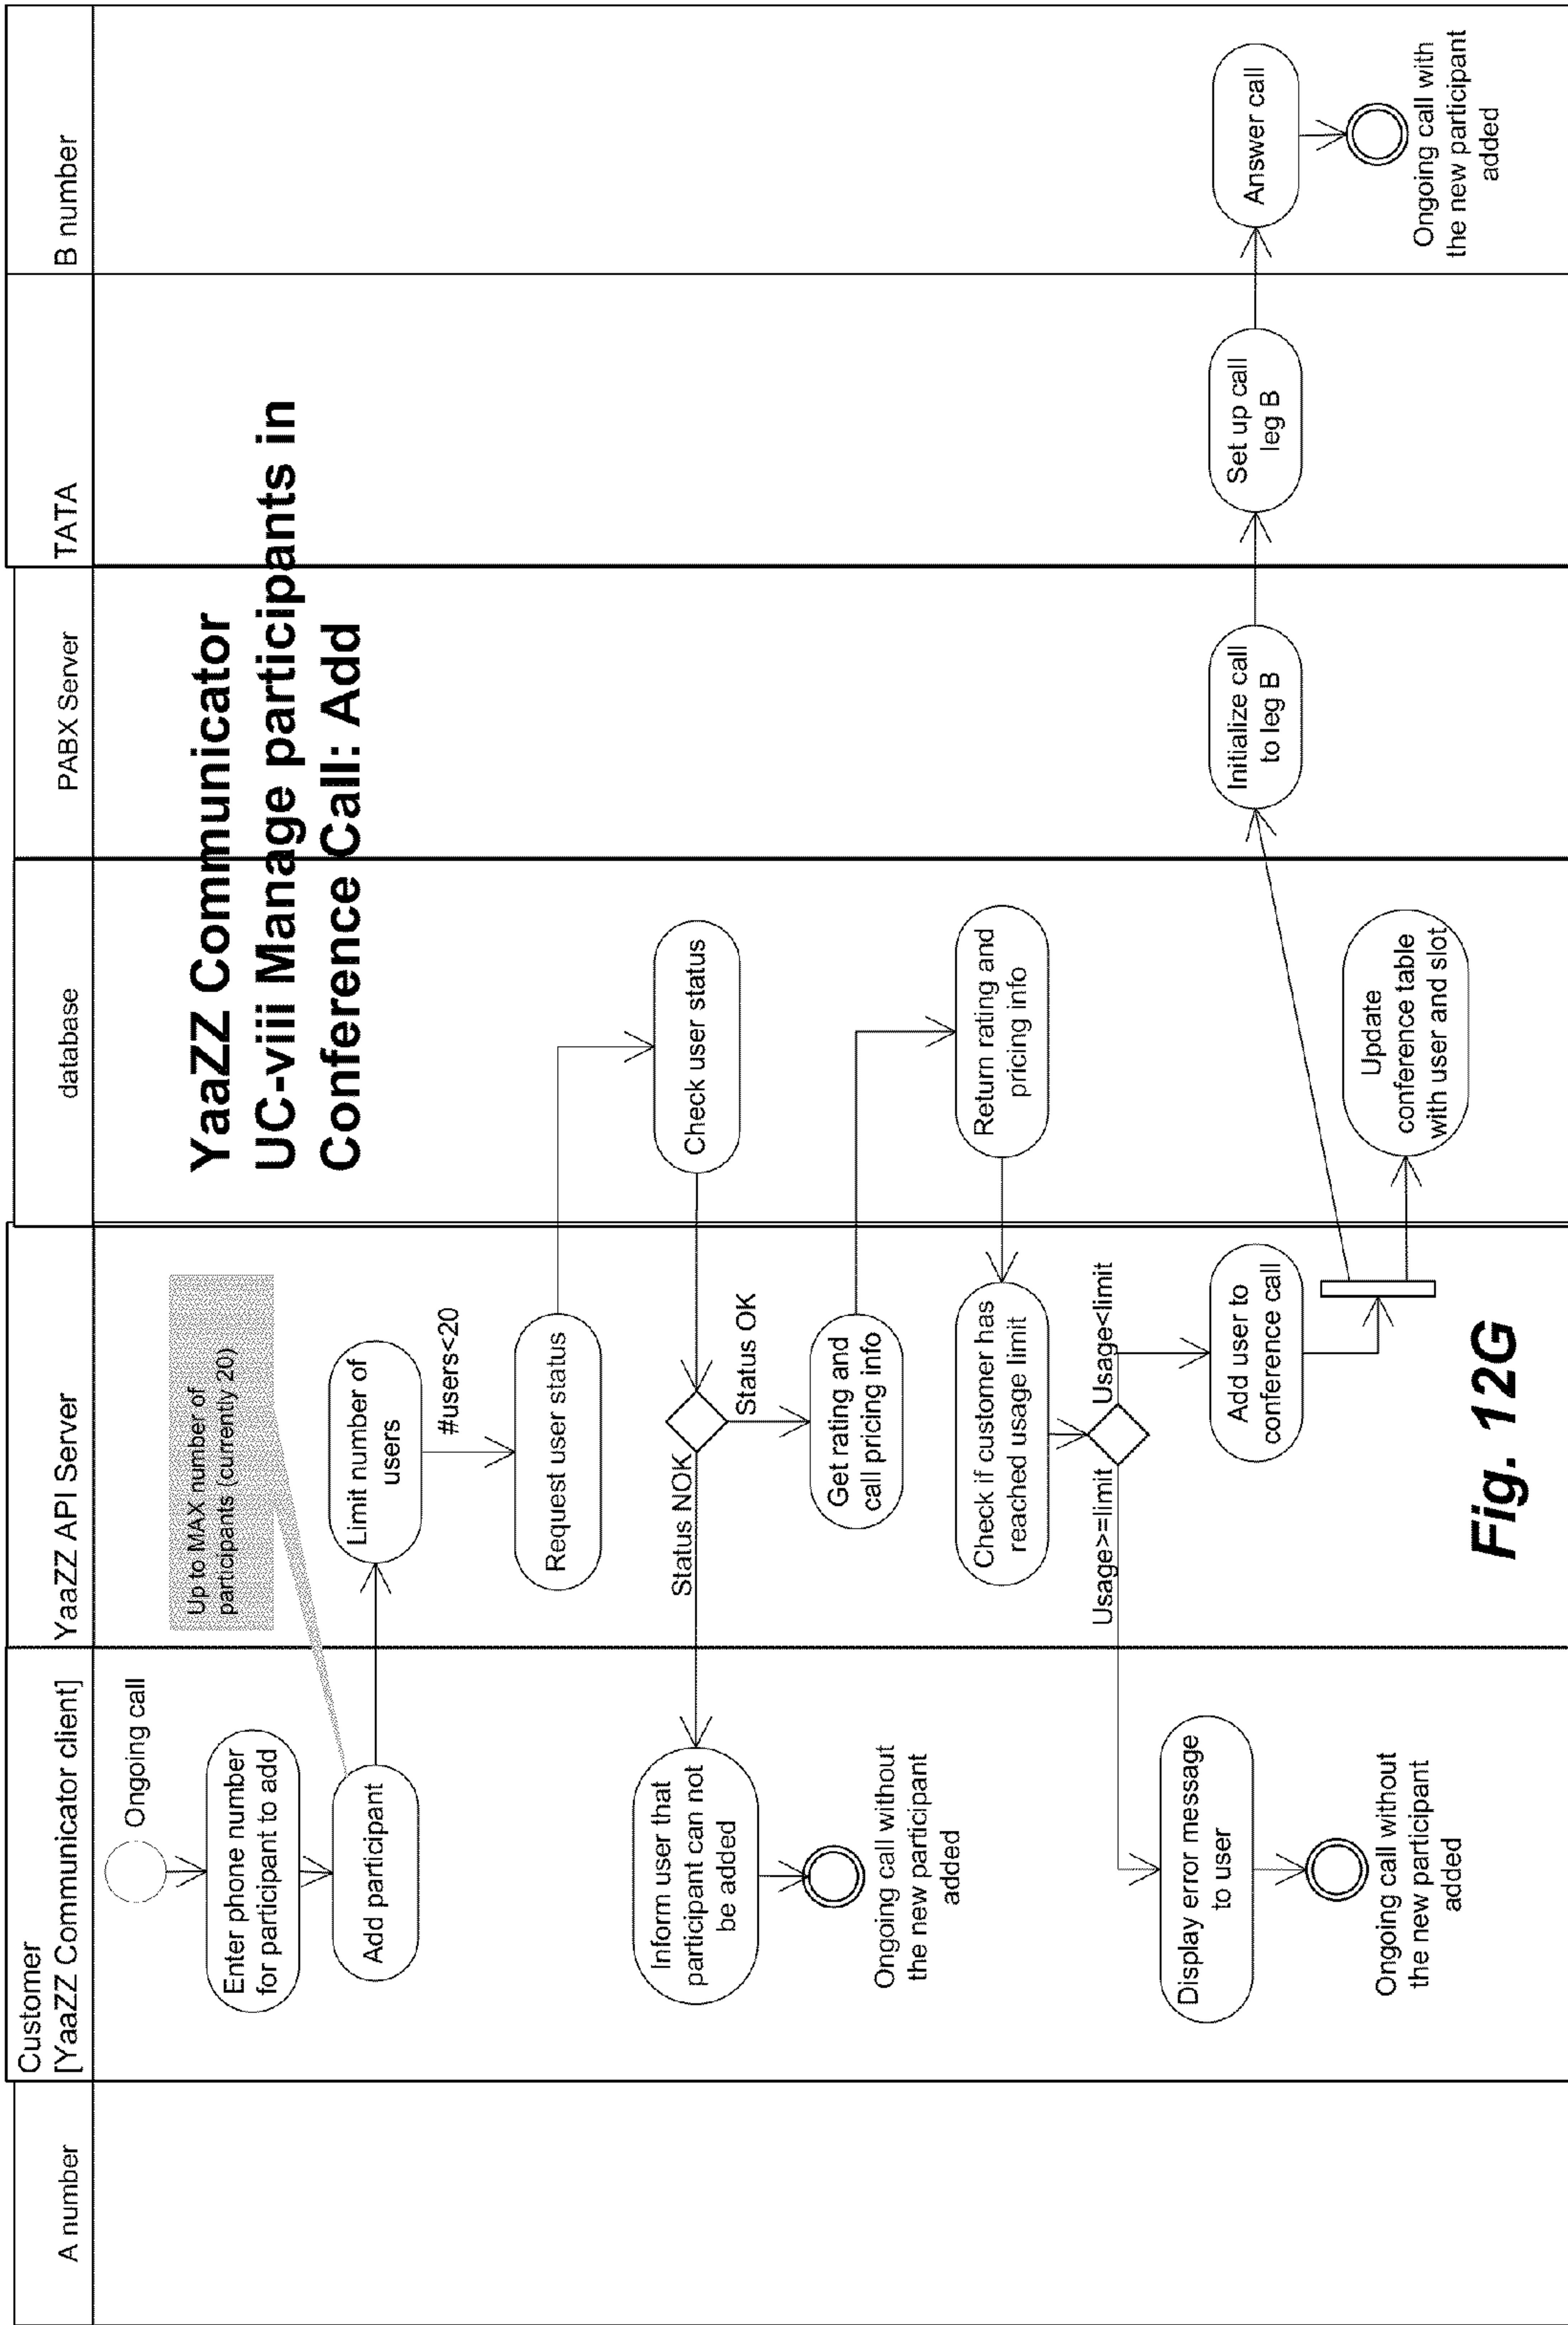 A number
Customer
[YaaZZ Communicator client]
YaaZZ API Server
database
PABX Server
TATA
B number
YaaZZ Communicator
UC-viii Manage participants in
Conference Call: Add
Ongoing call
Up to MAX number of
participants (currently 20)
Enter phone number
for participant to add
Add participant
Limit number of
users
#users<20
Request user status
Check user status
Status NOK
Status OK
Inform user that
participant can not
be added
Ongoing call without
the new participant
added
Get rating and
call pricing info
Return rating and
pricing info
Check if customer has
reached usage limit
Usage>=limit
Usage<limit
Display error message
to user
Ongoing call without
the new participant
added
Add user to
conference call
Update
conference table
with user and slot
Initialize call
to leg B
Set up call
leg B
Answer call
Ongoing call with
the new participant
added
Fig. 12G